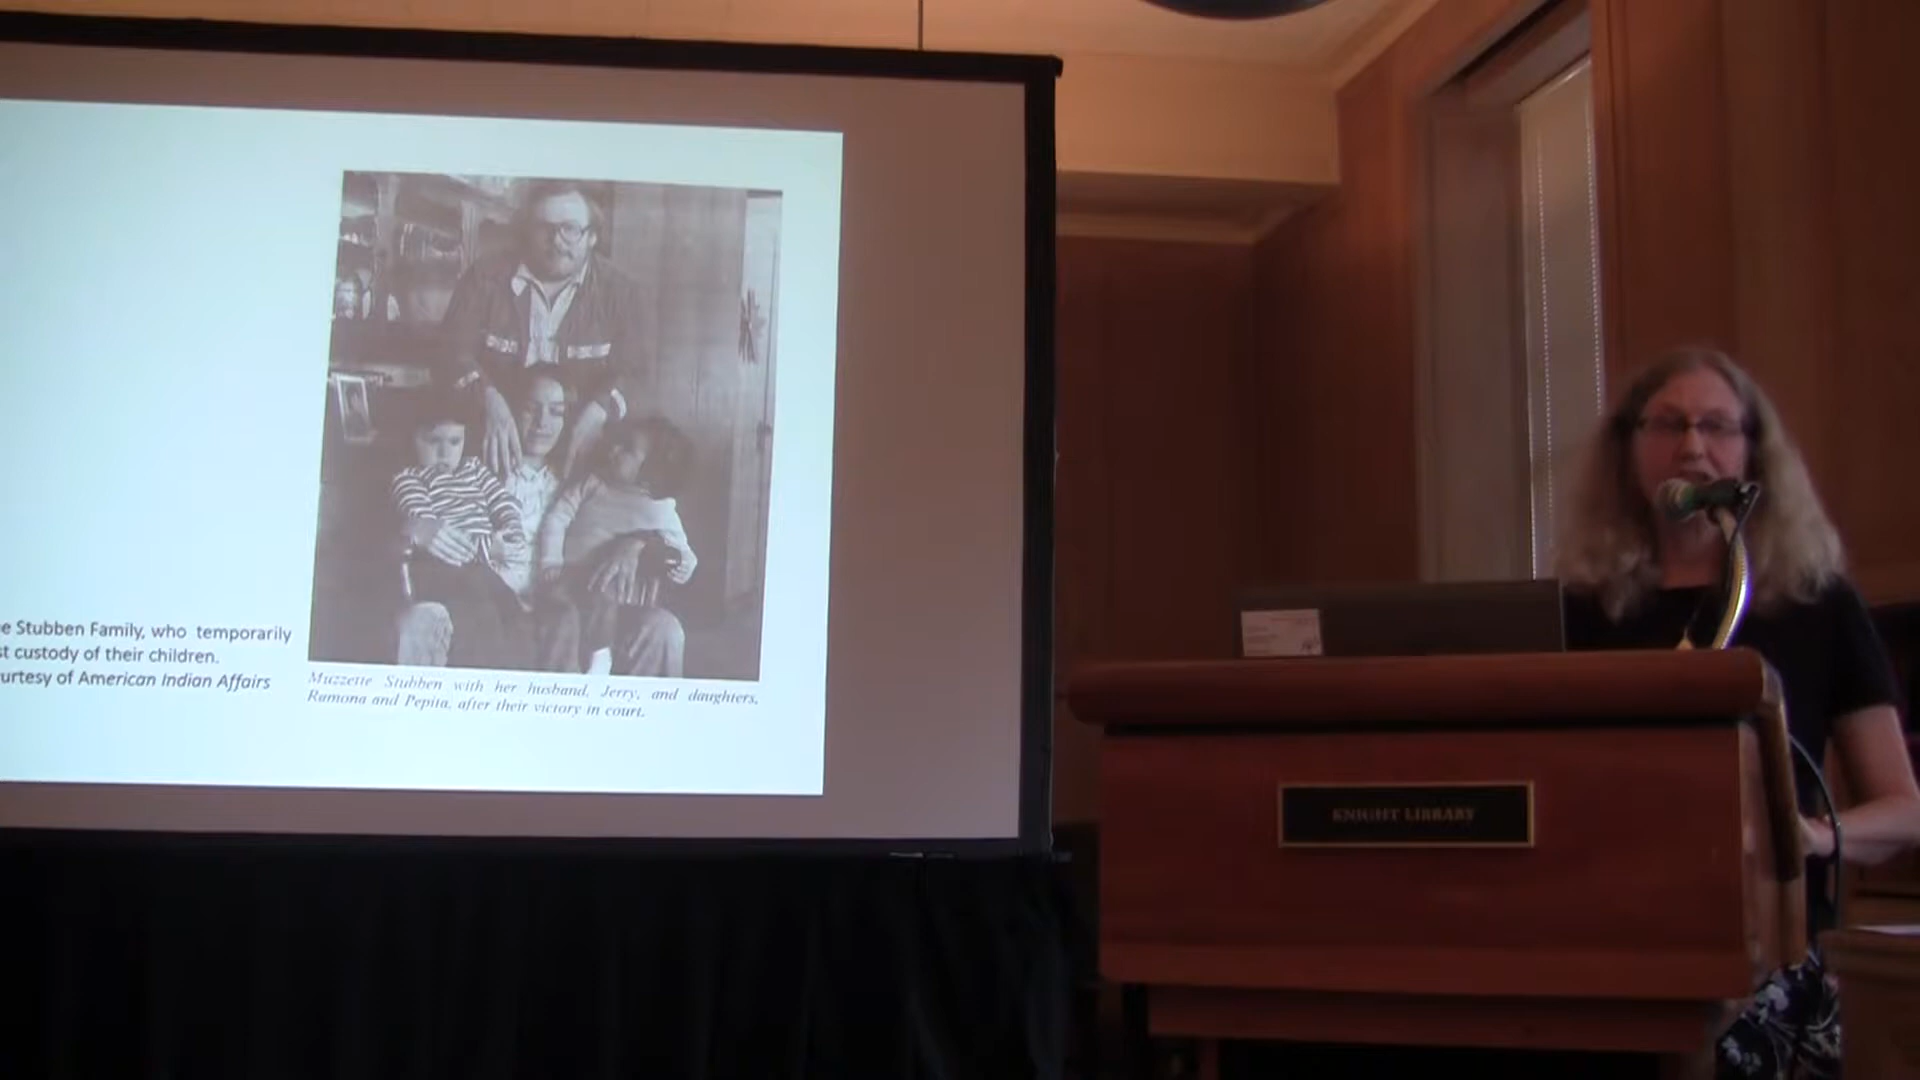 e Stubben Family, who temporarily
st custody of their children.
urtesy of American Indian Affairs
Muzzette Stubben with her husband, Jerry, and daughters,
Ramona and Pepita, after their victory in court.
KNIGHT LIBRARY